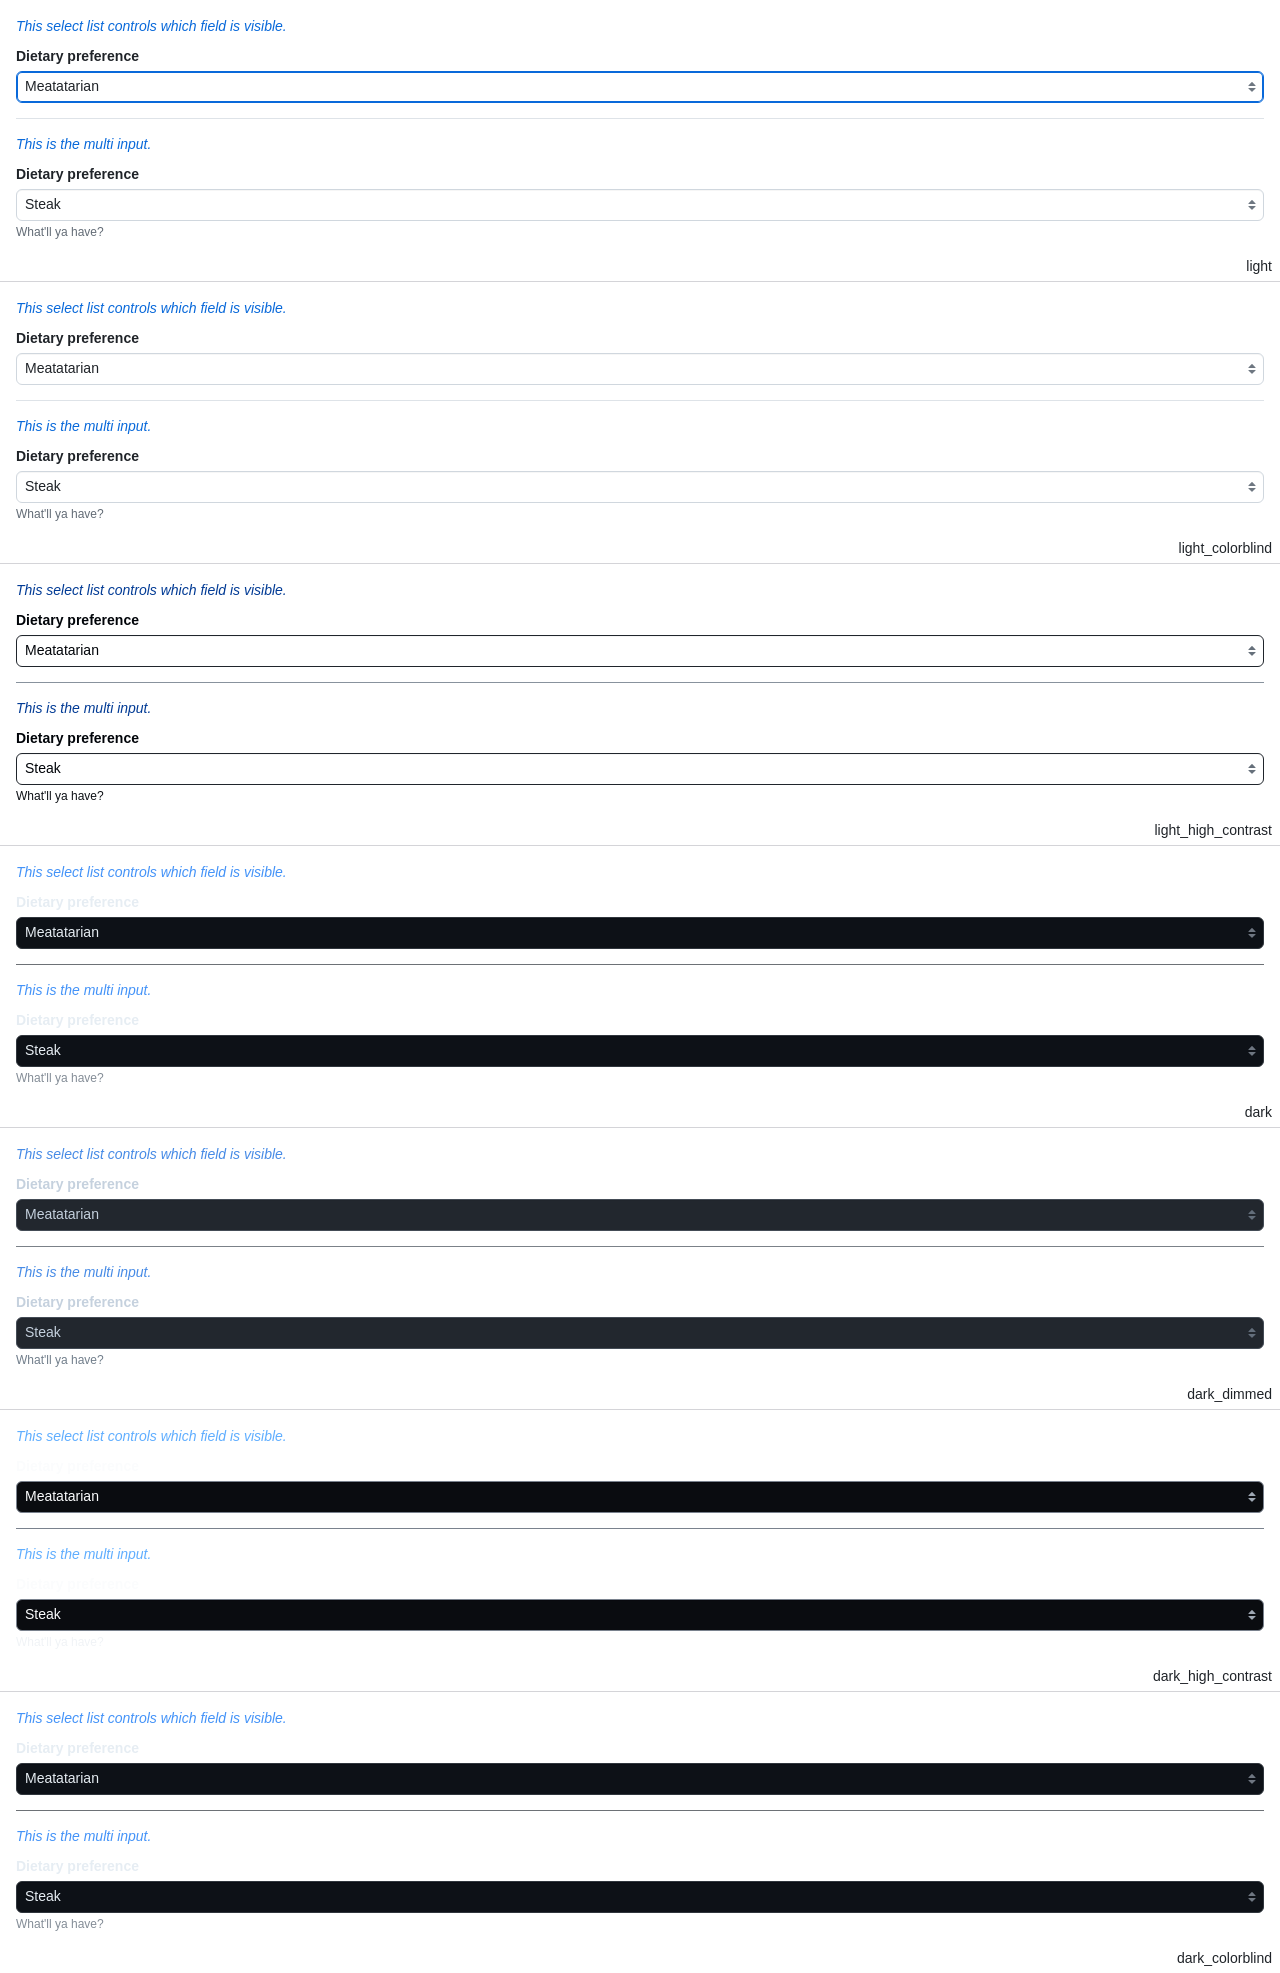 This select list controls which field is visible.
Dietary preference
Meatatarian
This is the multi input.
Dietary preference
Steak
What'll ya have?
light
This select list controls which field is visible.
Dietary preference
Meatatarian
This is the multi input.
Dietary preference
Steak
What'll ya have?
light_colorblind
This select list controls which field is visible.
Dietary preference
Meatatarian
This is the multi input.
Dietary preference
Steak
What'll ya have?
light_high_contrast
This select list controls which field is visible.
Dietary preference
Meatatarian
This is the multi input.
Dietary preference
Steak
What'll ya have?
dark
This select list controls which field is visible.
Dietary preference
Meatatarian
This is the multi input.
Dietary preference
Steak
What'll ya have?
dark_dimmed
This select list controls which field is visible.
Meatatarian
This is the multi input.
Steak
What'll ya have?
dark_high_contrast
This select list controls which field is visible.
Dietary preference
Meatatarian
This is the multi input.
Dietary preference
Steak
What'll ya have?
dark_colorblind